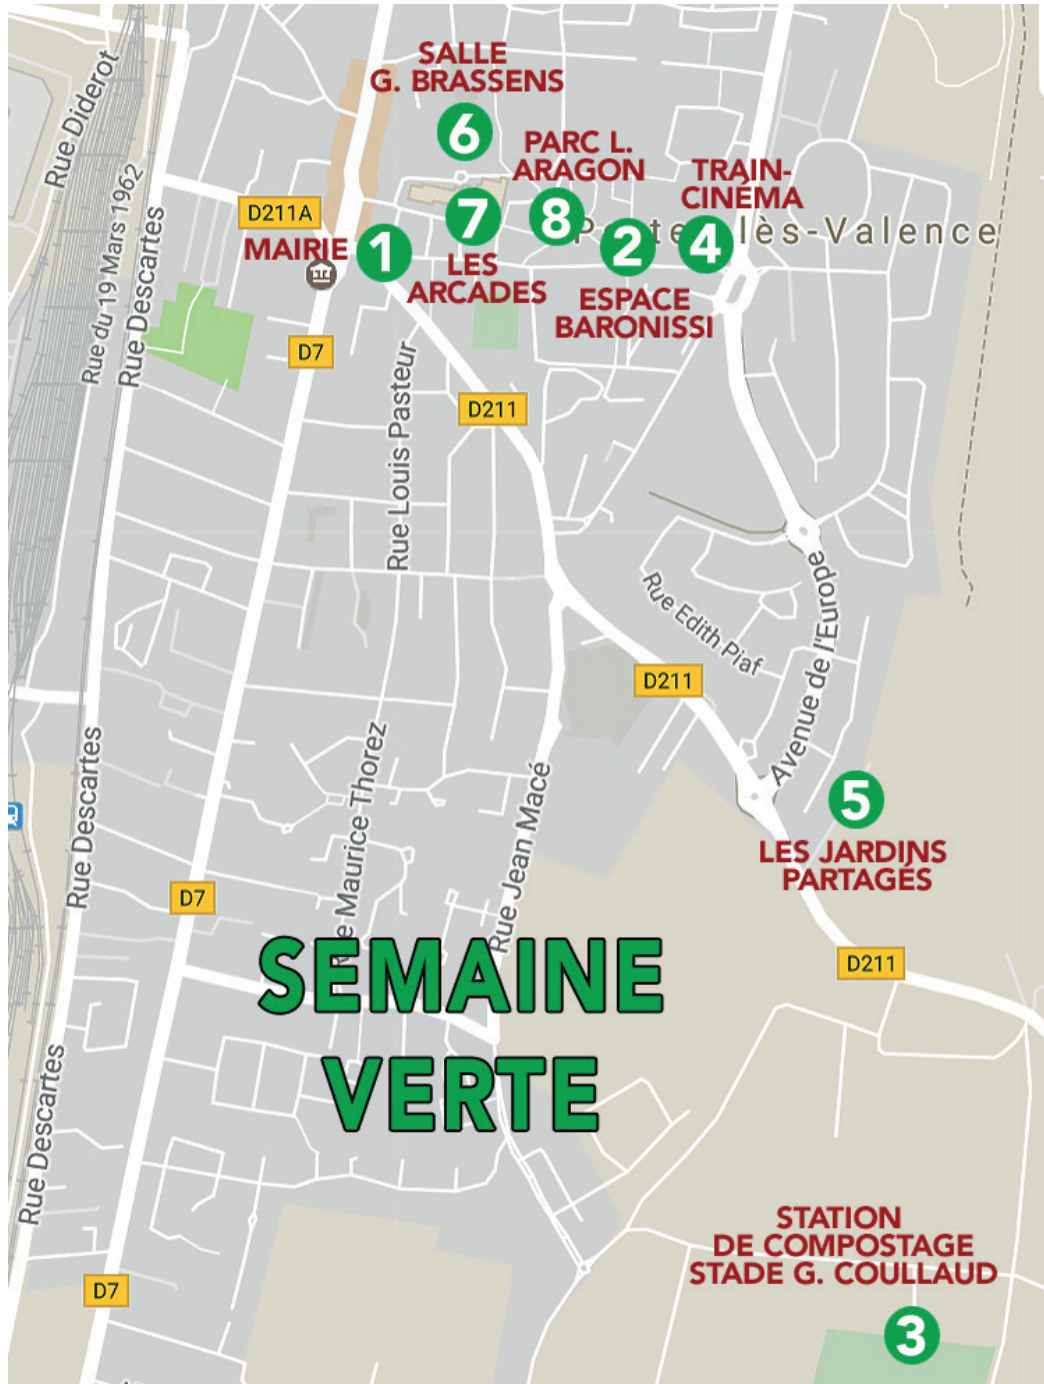 SALLE
G. BRASSENS
6
PARC L.
ARAGON
TRAIN-
CINÉMA
Rue Diderot
D211A
MAIRIE
1
7
8
2
4
lès-Valence
LES
ARCADES
ESPACE
BARONISSI
Rue du 19 Mars 1962
Rue Descartes
D7
Rue Louis Pasteur
D211
Rue Edith Piaf
D211
Avenue de l'Europe
Rue Descartes
Rue Maurice Thorez
Rue Jean Macé
5
LES JARDINS
PARTAGÉS
D7
D211
SEMAINE
VERTE
Rue Descartes
STATION
DE COMPOSTAGE
STADE G. COULLAUD
D7
3